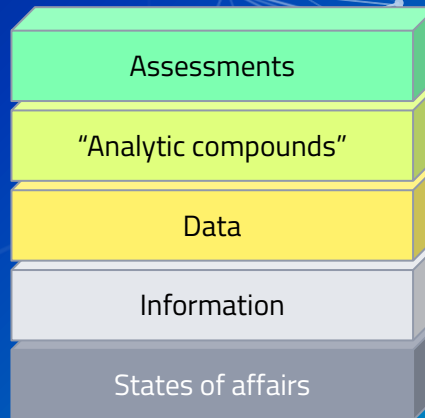 Assessments
“Analytic compounds”
Data
Information
States of affairs